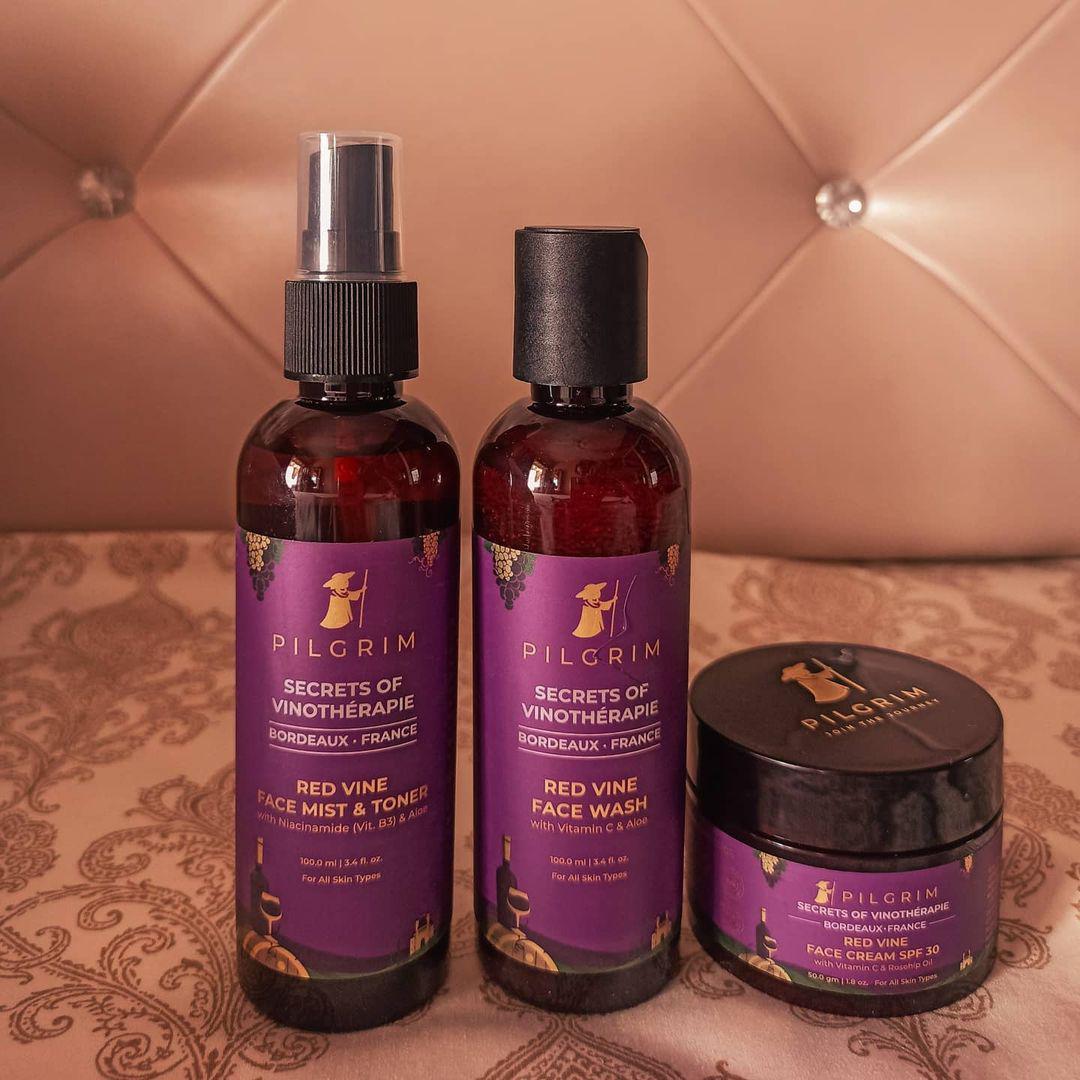 PILGRIM
SECRETS OF
VINOTHÉRAPIE
BORDEAUX · FRANCE
RED VINE
FACE MIST & TONER
with Niacinamide (Vit. B3) & Aloe
100.0 ml | 3.4 fl. oz.
For All Skin Types
PILGRIM
SECRETS OF
VINOTHÉRAPIE
BORDEAUX · FRANCE
RED VINE
FACE WASH
with Vitamin C & Aloe
100.0 ml | 3.4 fl. oz.
For All Skin Types
PILGRIM
JOIN THE JOURNEY
PILGRIM
SECRETS OF VINOTHÉRAPIE
BORDEAUX · FRANCE
RED VINE
FACE CREAM SPF 30
with Vitamin C & Rosehip Oil
50.0 gm | 1.8 oz. For All Skin Types